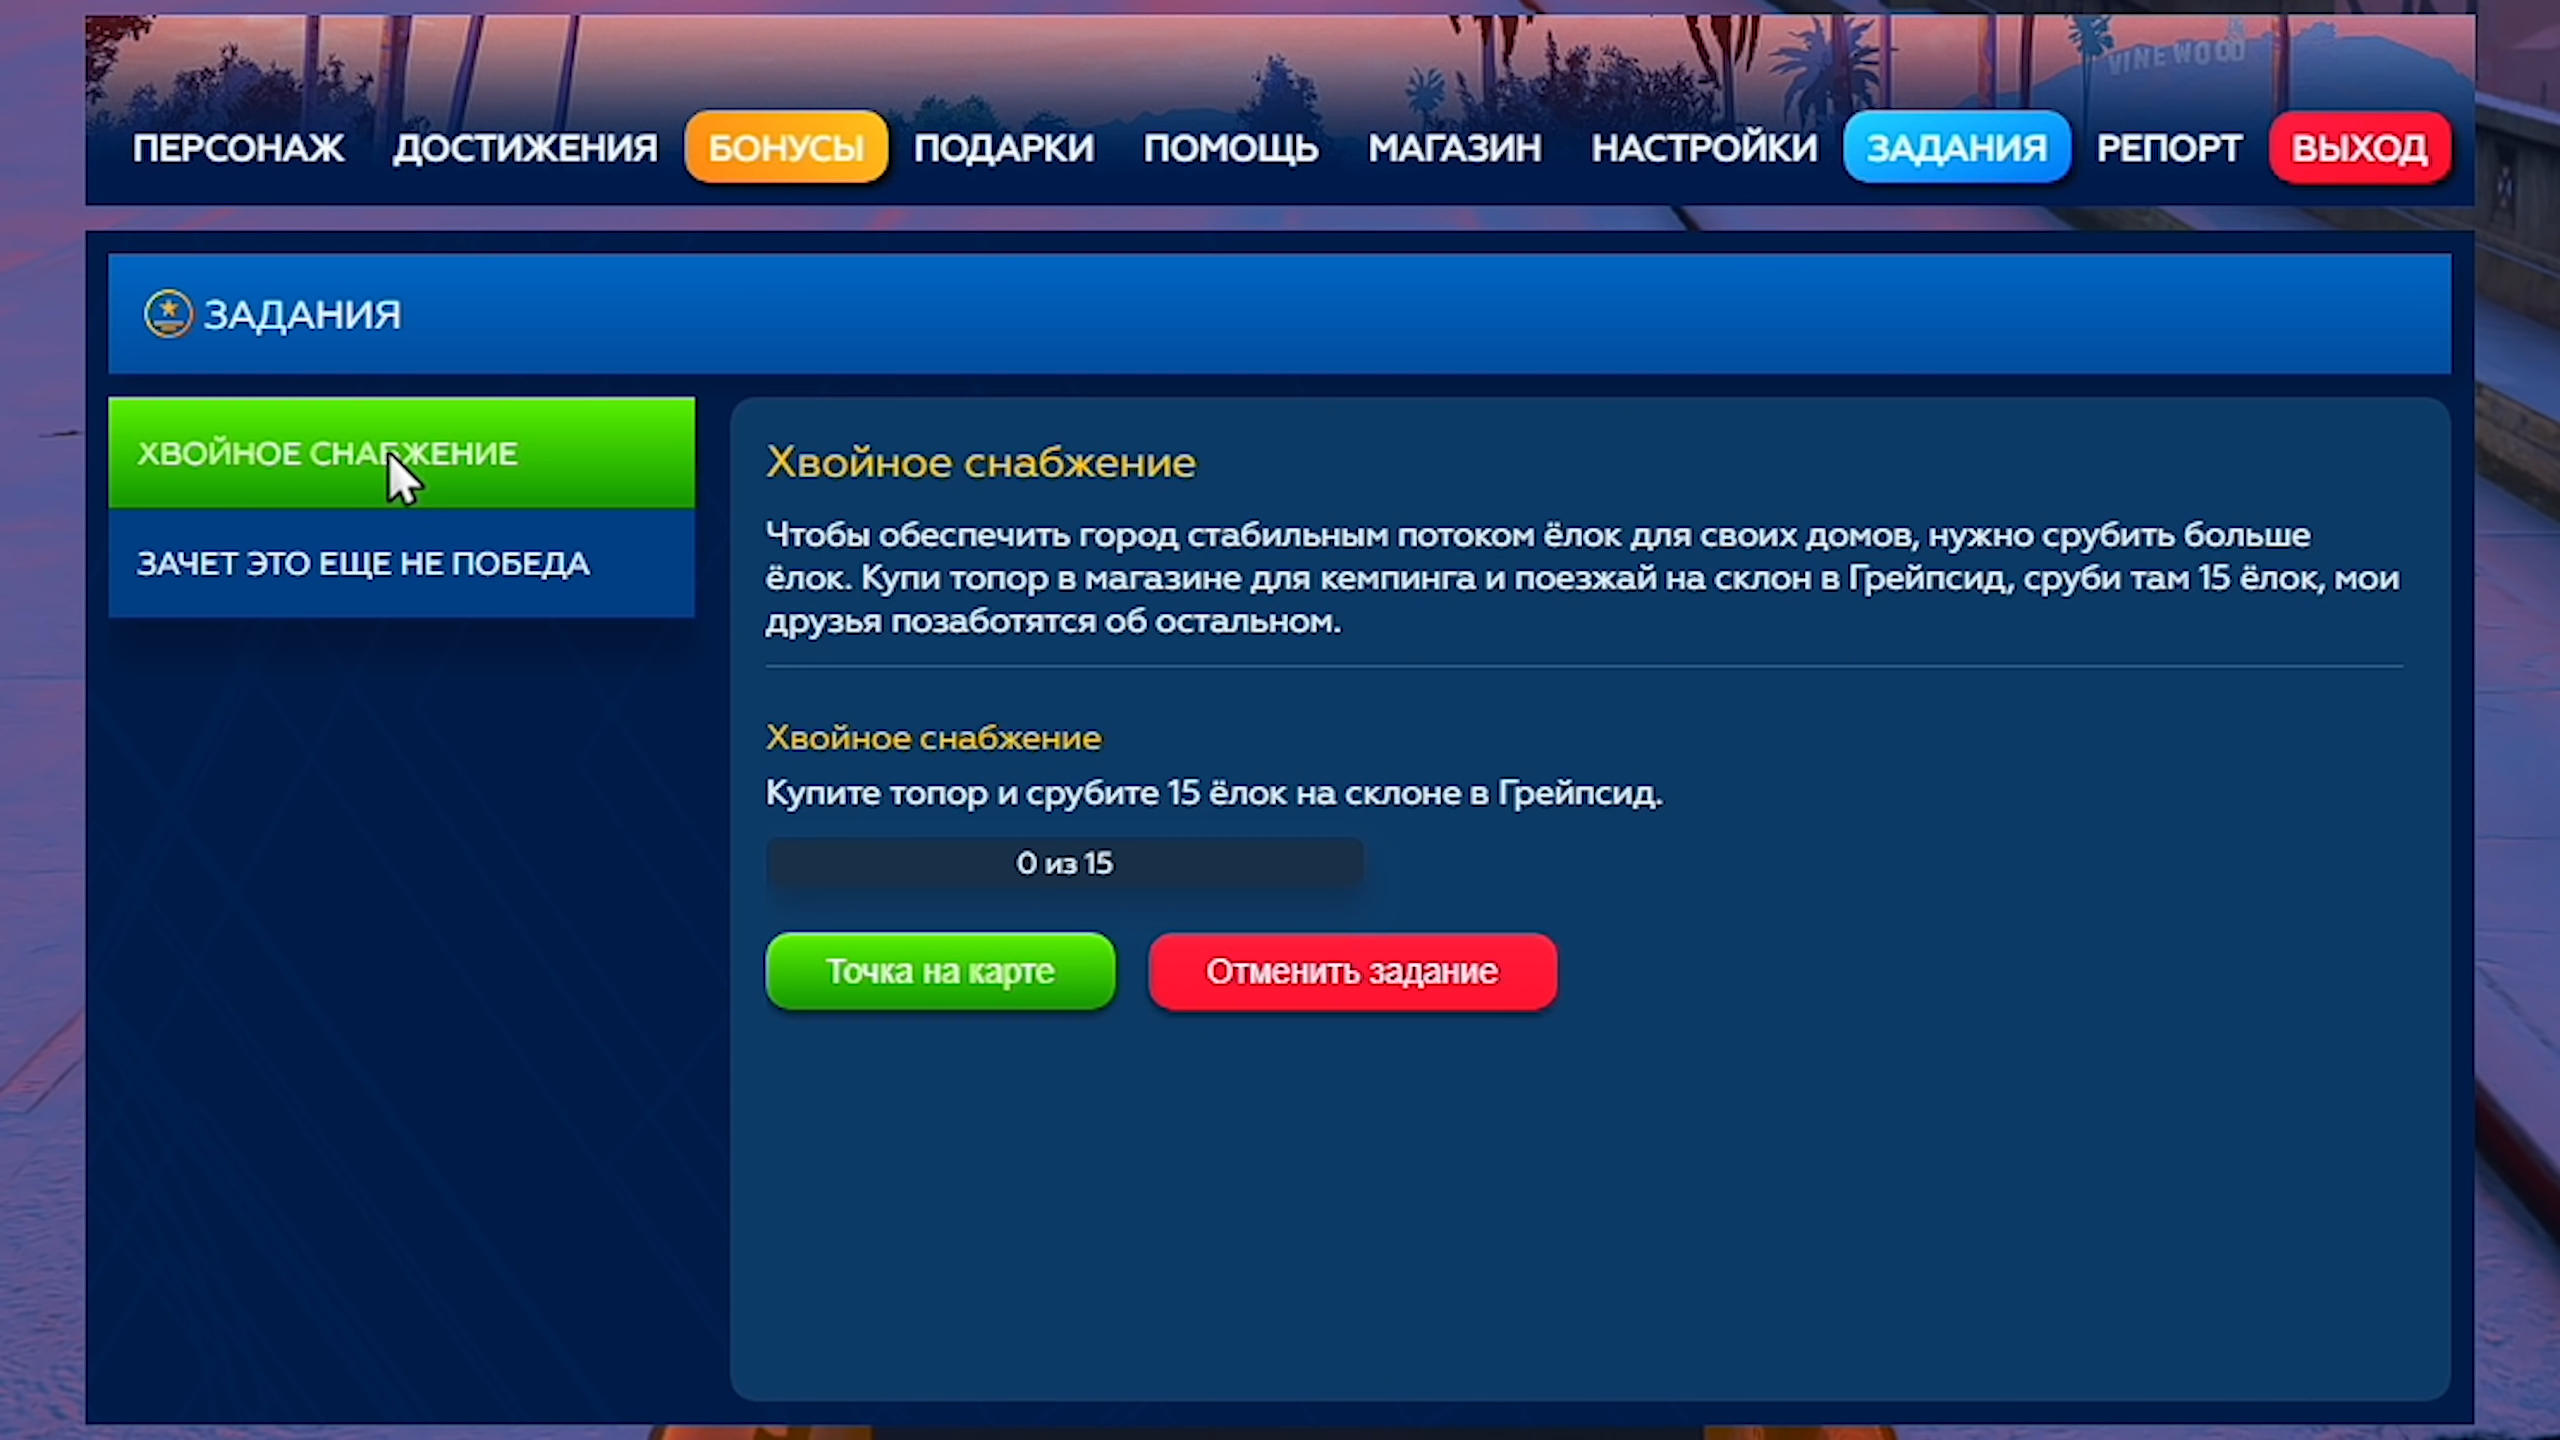 VINEWOOD
ПЕРСОНАЖ ДОСТИЖЕНИЯ БОНУСЫ ПОДАРКИ ПОМОЩЬ МАГАЗИН НАСТРОЙКИ ЗАДАНИЯ РЕПОРТ ВЫХОД
ЗАДАНИЯ
ХВОЙНОЕ СНАБЖЕНИЕ
ЗАЧЕТ ЭТО ЕЩЕ НЕ ПОБЕДА
Хвойное снабжение
Чтобы обеспечить город стабильным потоком ёлок для своих домов, нужно срубить больше
ёлок. Купи топор в магазине для кемпинга и поезжай на склон в Грейпсид, сруби там 15 ёлок, мои
друзья позаботятся об остальном.
Хвойное снабжение
Купите топор и срубите 15 ёлок на склоне в Грейпсид.
0 из 15
Точка на карте Отменить задание